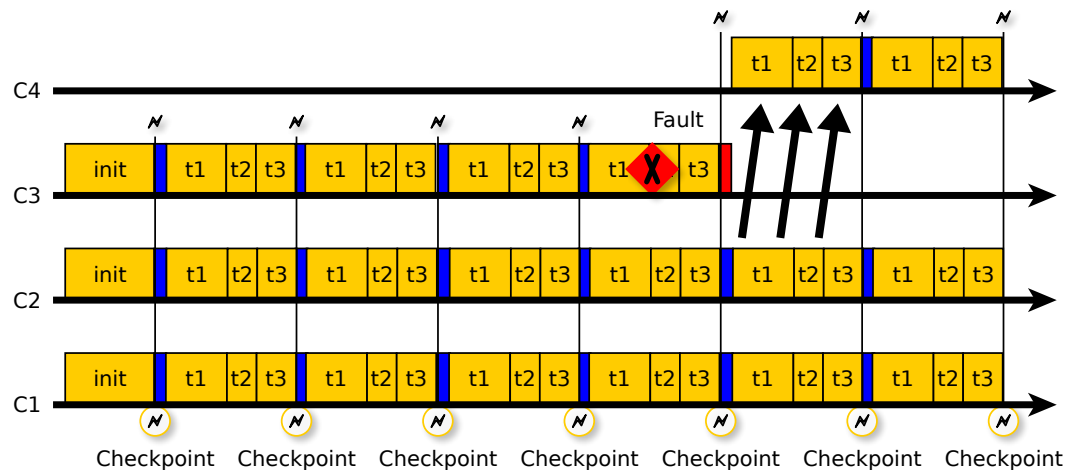 t1 t2 t3 t1 t2 t3
C4
Fault
init t1 t2 t3 t1 t2 t3 t1 t2 t3 t1 t3
C3
init t1 t2 t3 t1 t2 t3 t1 t2 t3 t1 t2 t3 t1 t2 t3 t1 t2 t3
C2
init t1 t2 t3 t1 t2 t3 t1 t2 t3 t1 t2 t3 t1 t2 t3 t1 t2 t3
C1
Checkpoint Checkpoint Checkpoint Checkpoint Checkpoint Checkpoint Checkpoint